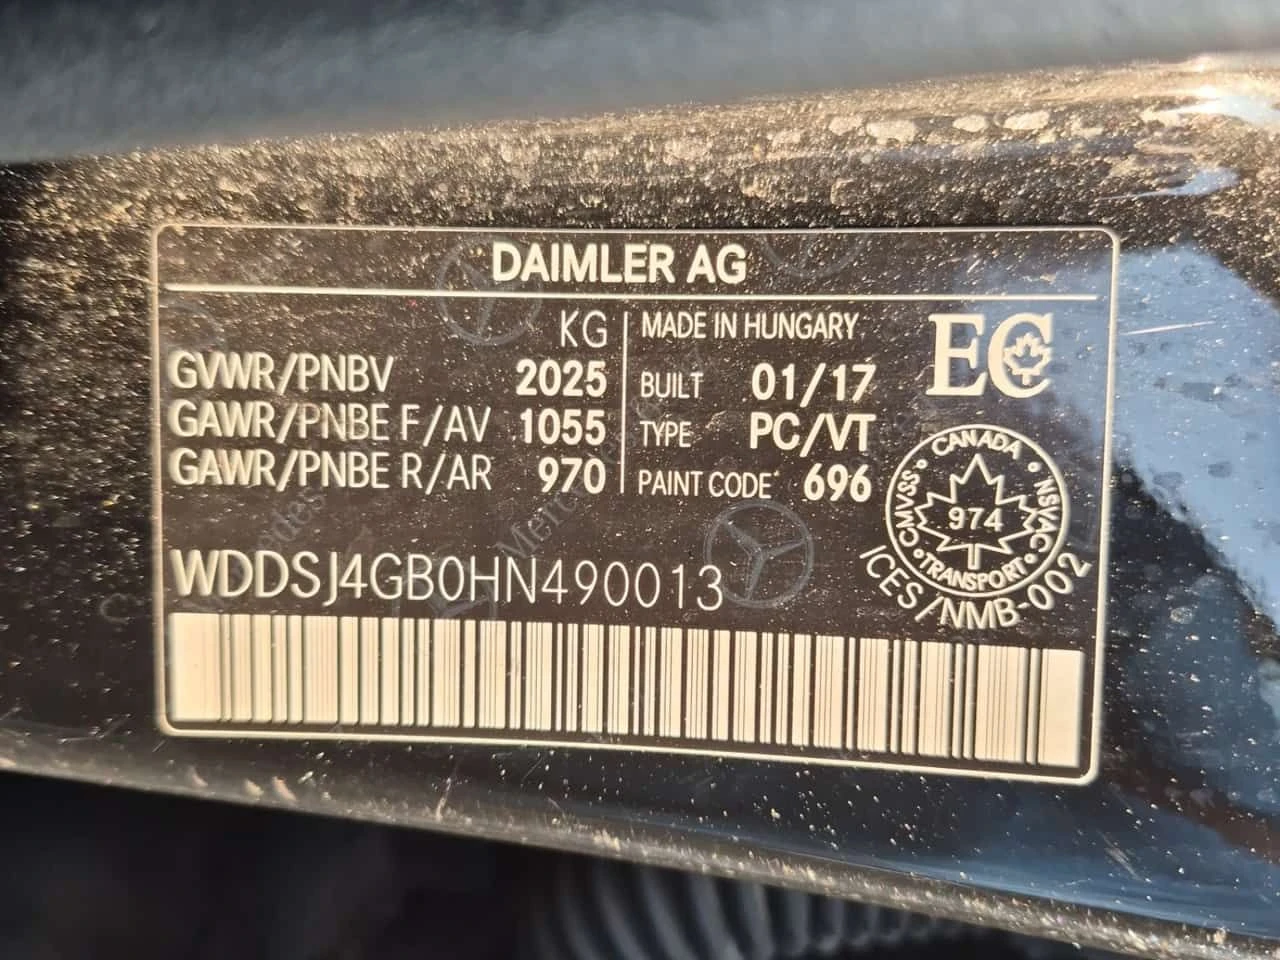 DAIMLER AG
KG
GVWR/PNBV 2025
GAWR/PNBE F/AV 1055
GAWR/PNBE R/AR 970
MADE IN HUNGARY
BUILT 01/17
TYPE PC/VT
PAINT CODE 696
EC
CANADA
CMVSS · NSVAC
974
TRANSPORT
ICES/NMB-002
WDDSJ4GB0HN490013